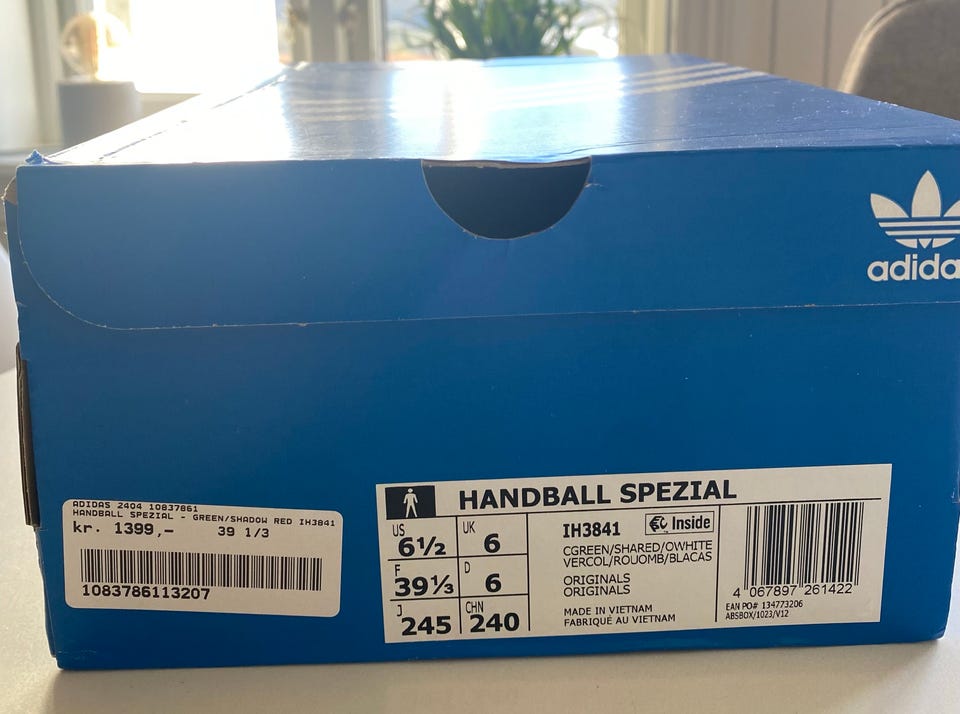 adida
ADIDAS 2404 10837861
HANDBALL SPEZIAL - GREEN/SHADOW RED IH3841
kr. 1399,- 39 1/3
1083786113207
HANDBALL SPEZIAL
US 6½ UK 6
F 39⅓ D 6
J 245 CHN 240
IH3841 Inside
CGREEN/SHARED/OWHITE
VERCOL/ROUOMB/BLACAS
ORIGINALS
ORIGINALS
MADE IN VIETNAM
FABRIQUÉ AU VIETNAM
4 067897 261422
EAN PO# 134773206
ABSBOX/1023/V12